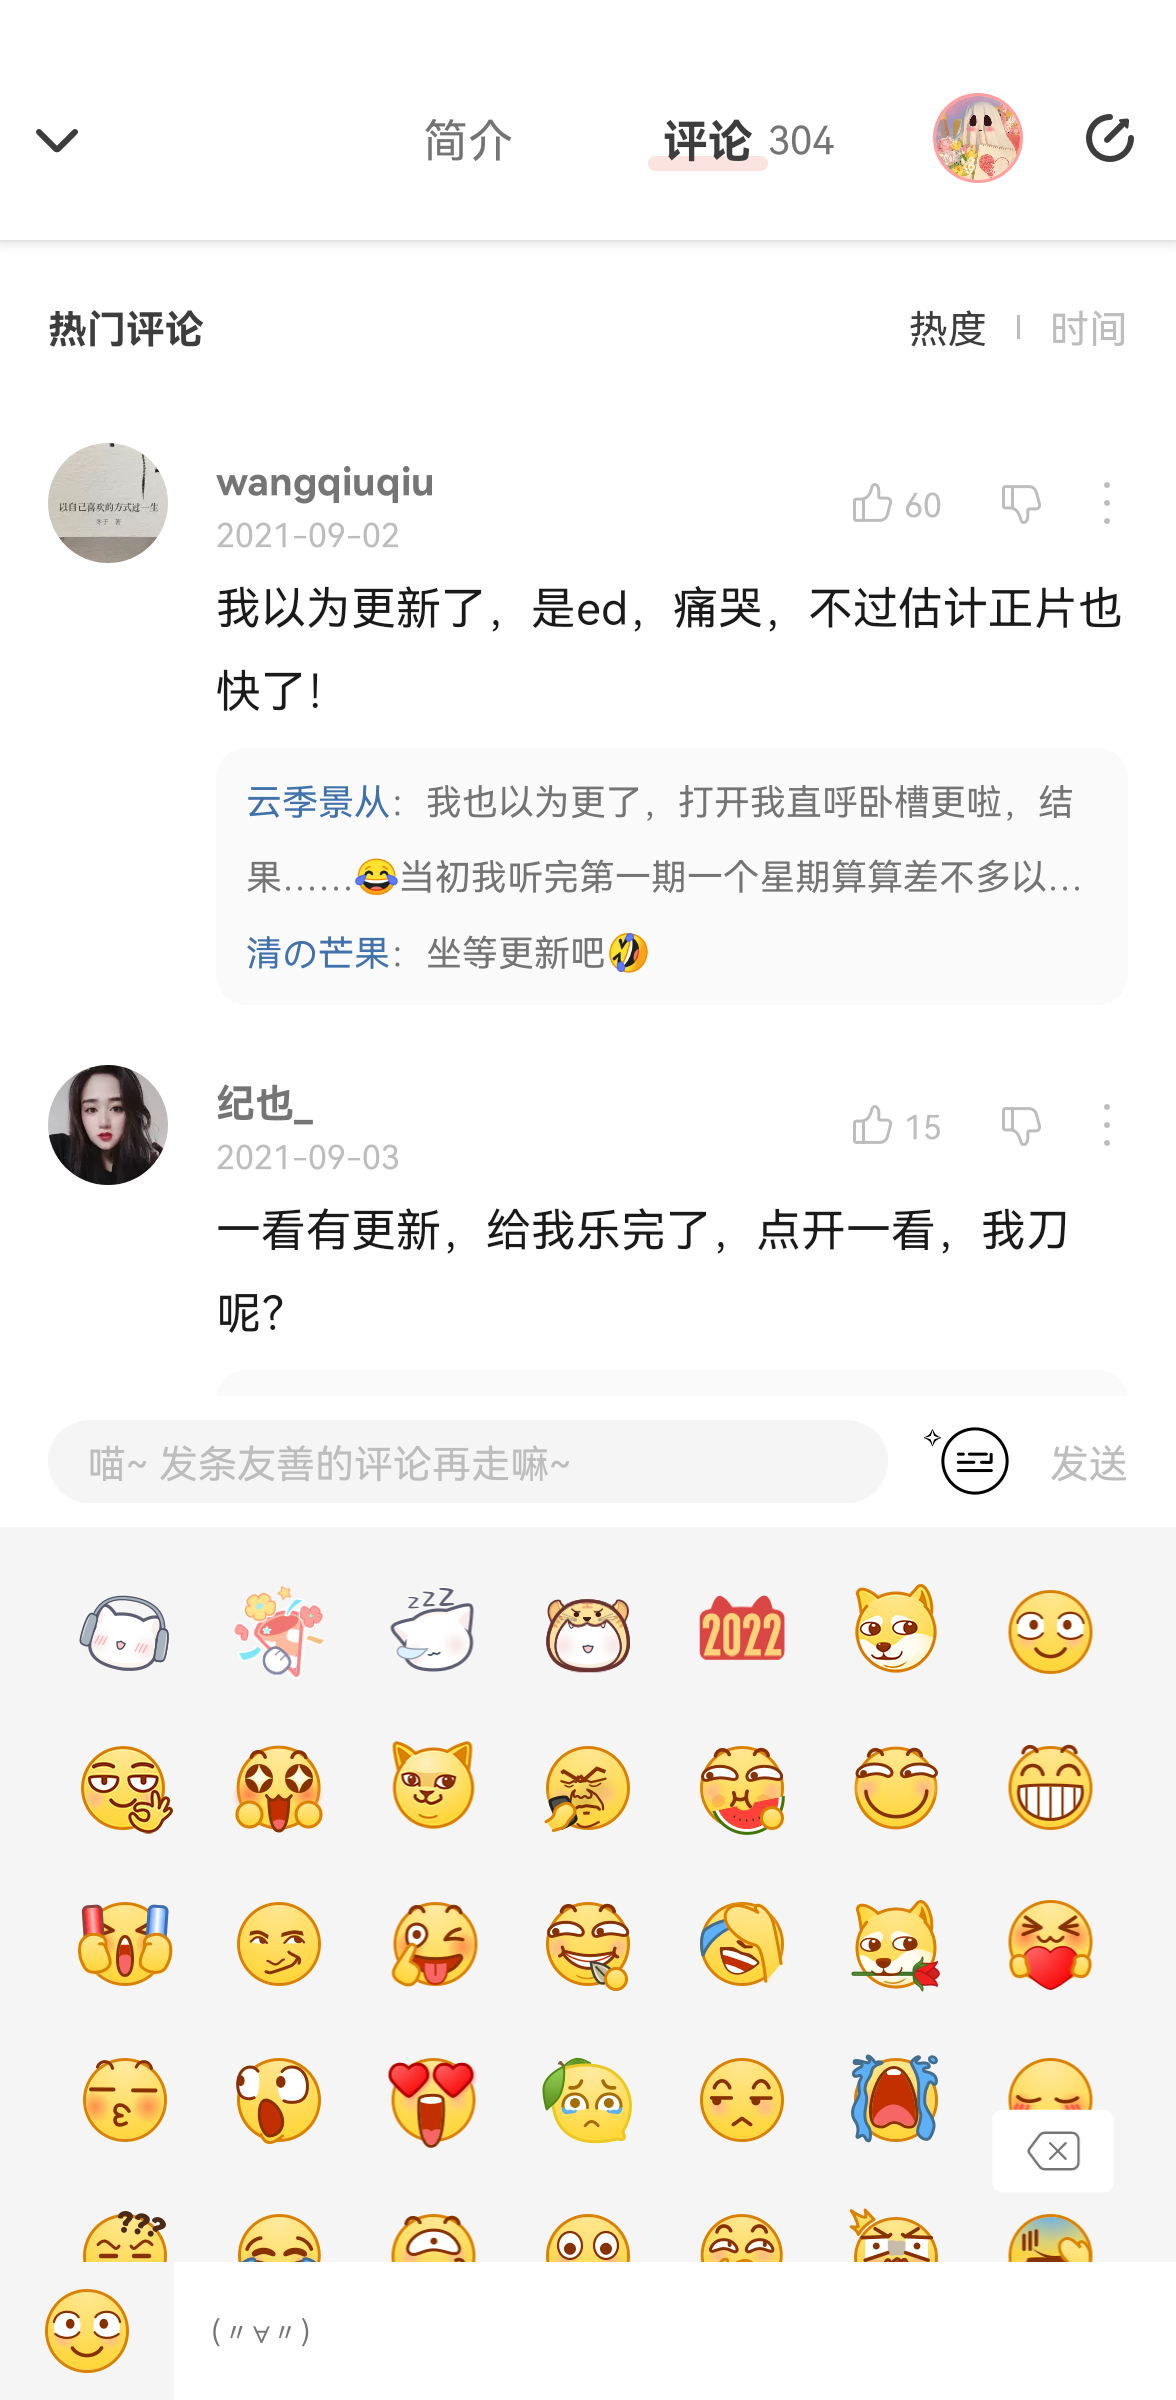 简介
评论 304
热门评论
热度 | 时间
以自己喜欢的方式过一生
wangqiuqiu
60
2021-09-02
我以为更新了，是ed，痛哭，不过估计正片也
快了！
云季景从：我也以为更了，打开我直呼卧槽更啦，结
果……😂当初我听完第一期一个星期算算差不多以…
清の芒果：坐等更新吧🤣
纪也_
15
2021-09-03
一看有更新，给我乐完了，点开一看，我刀
呢？
喵~ 发条友善的评论再走嘛~
发送
zzZ
2022
???
(〃∀〃)